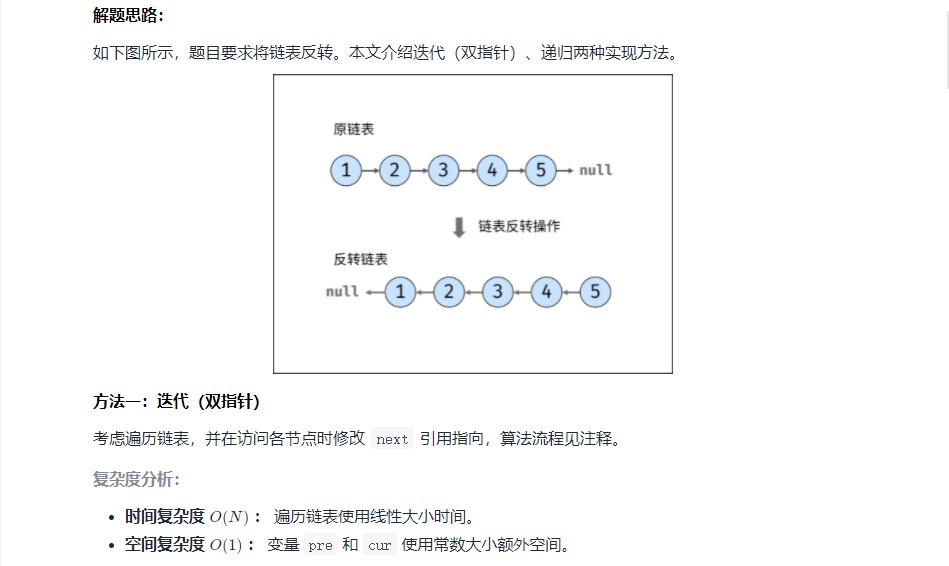 解题思路：
如下图所示，题目要求将链表反转。本文介绍迭代（双指针）、递归两种实现方法。
原链表
1 2 3 4 5 null
链表反转操作
反转链表
null 1 2 3 4 5
方法一：迭代（双指针）
考虑遍历链表，并在访问各节点时修改 next 引用指向，算法流程见注释。
复杂度分析：
• 时间复杂度 O(N)： 遍历链表使用线性大小时间。
• 空间复杂度 O(1)： 变量 pre 和 cur 使用常数大小额外空间。